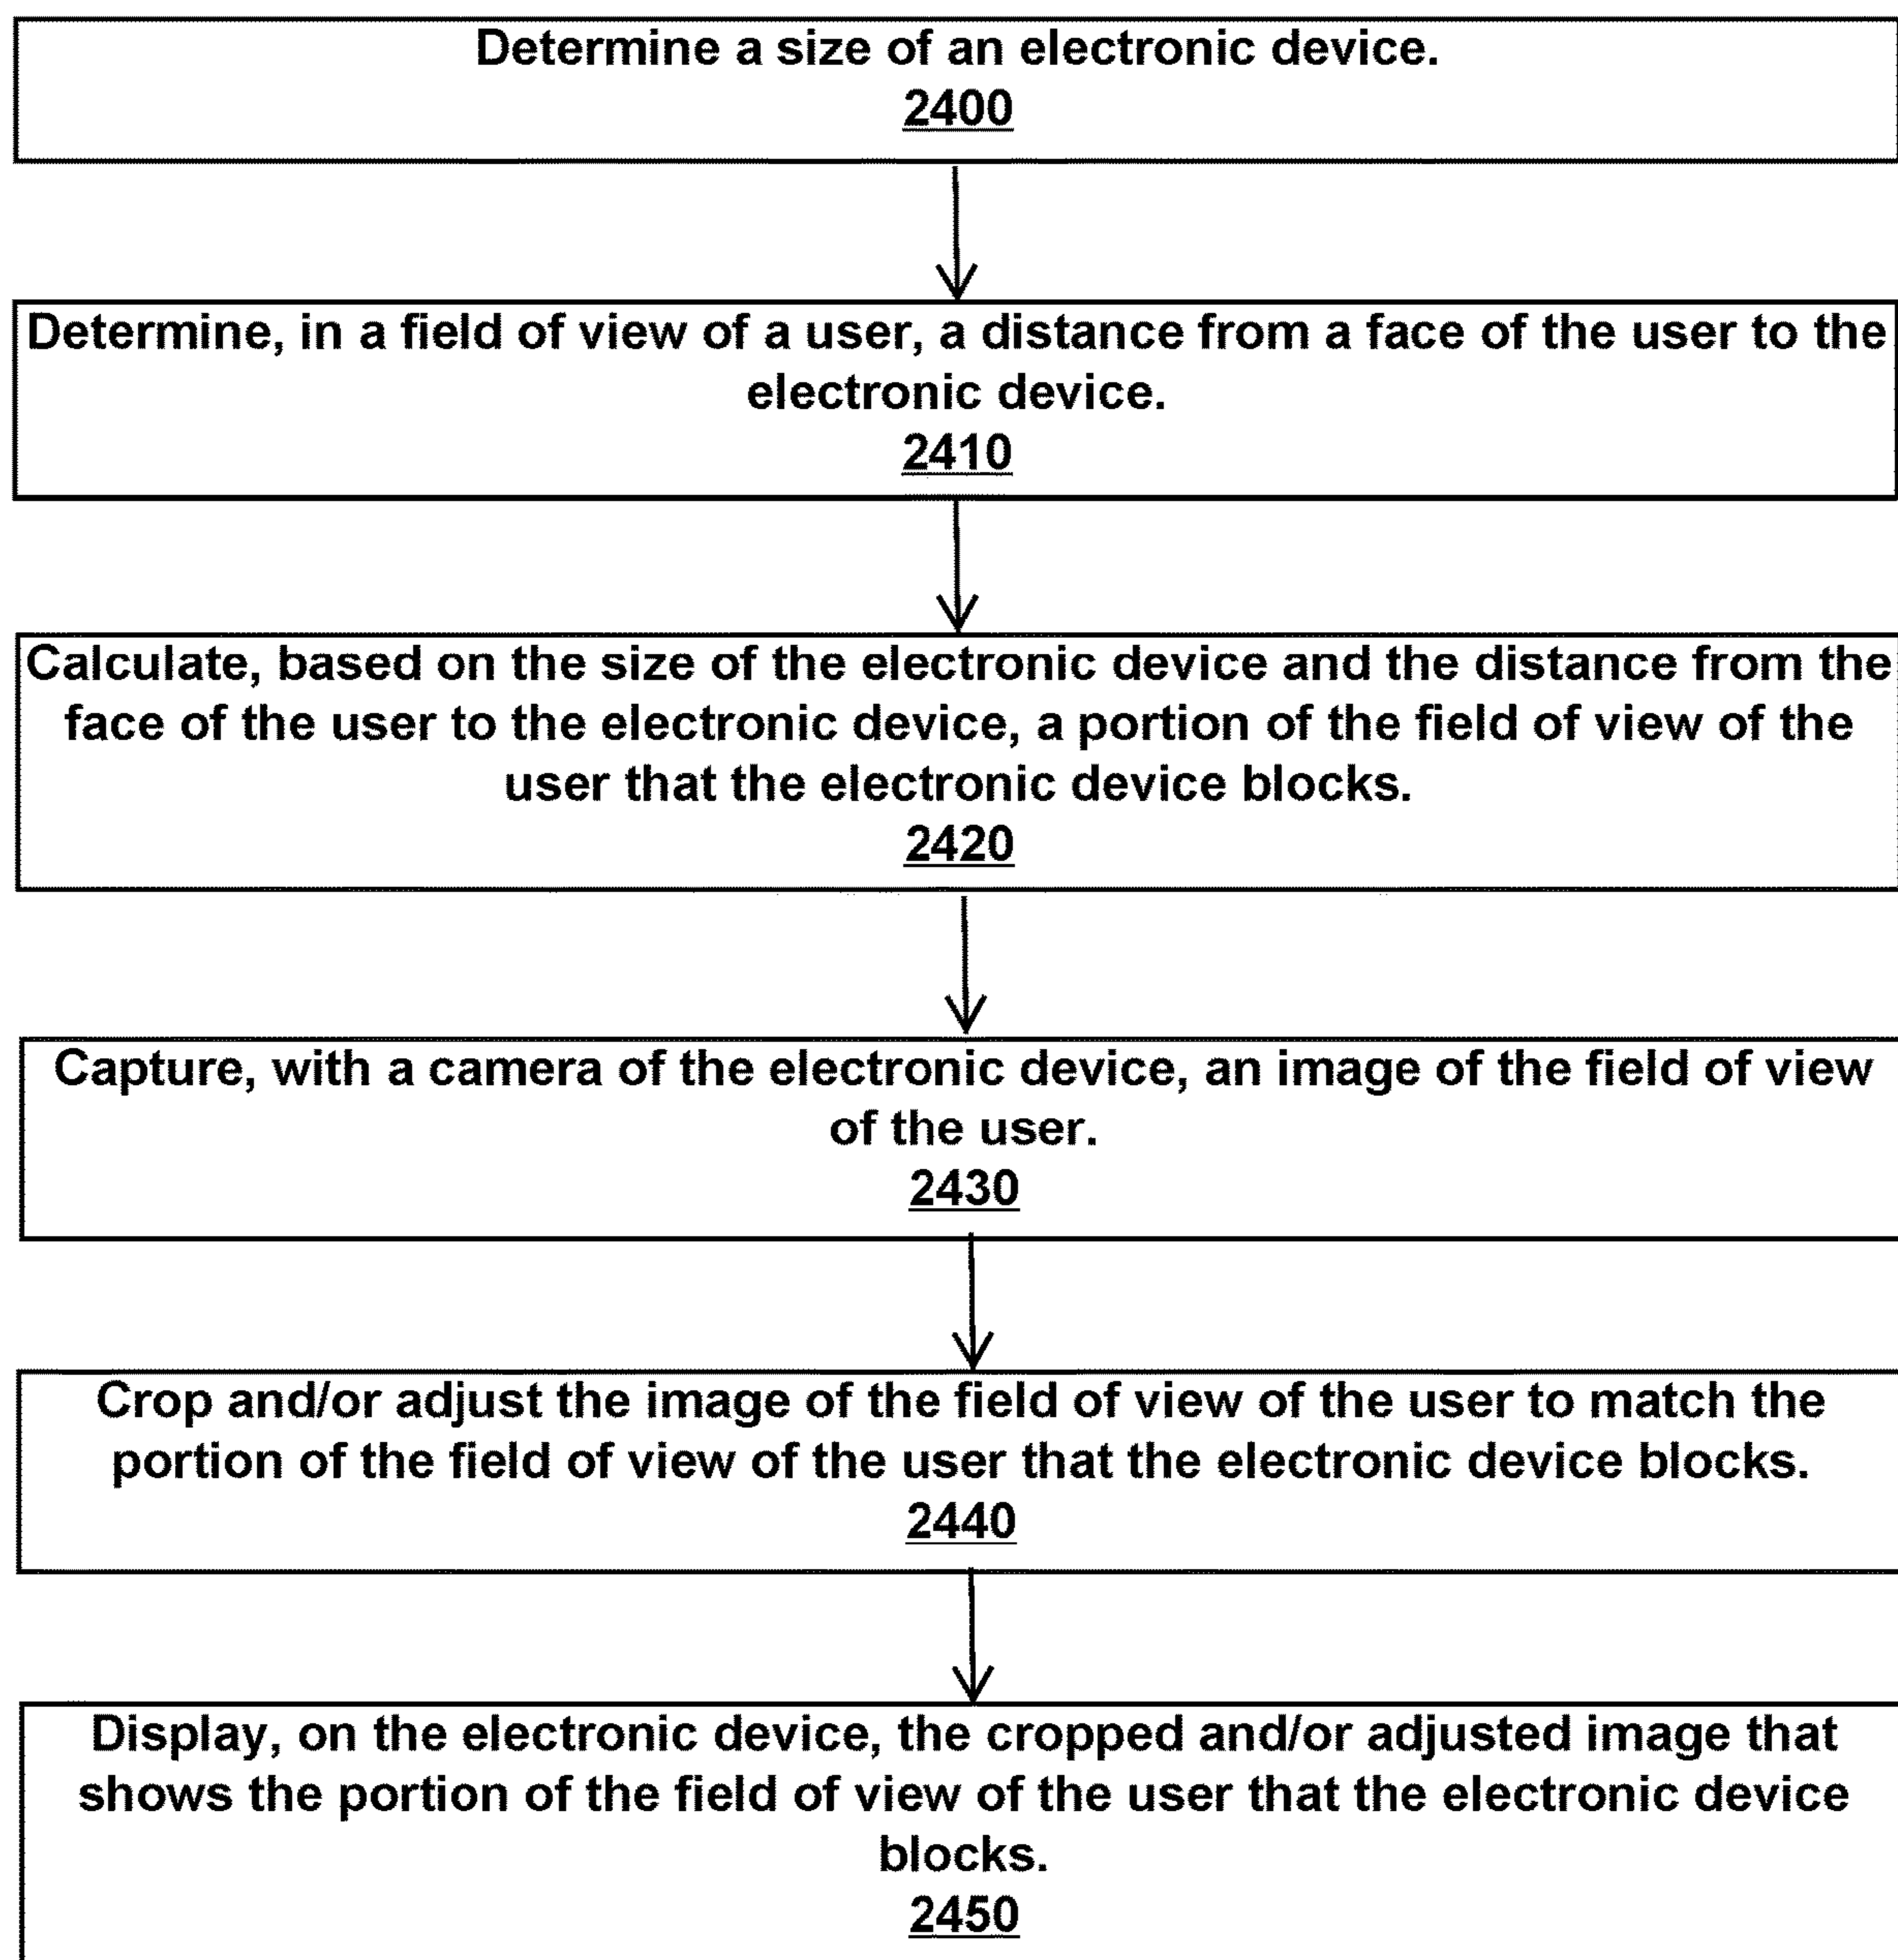 Determine a size of an electronic device.
2400
Determine, in a field of view of a user, a distance from a face of the user to the
electronic device.
2410
Calculate, based on the size of the electronic device and the distance from the
face of the user to the electronic device, a portion of the field of view of the
user that the electronic device blocks.
2420
Capture, with a camera of the electronic device, an image of the field of view
of the user.
2430
Crop and/or adjust the image of the field of view of the user to match the
portion of the field of view of the user that the electronic device blocks.
2440
Display, on the electronic device, the cropped and/or adjusted image that
shows the portion of the field of view of the user that the electronic device
blocks.
2450